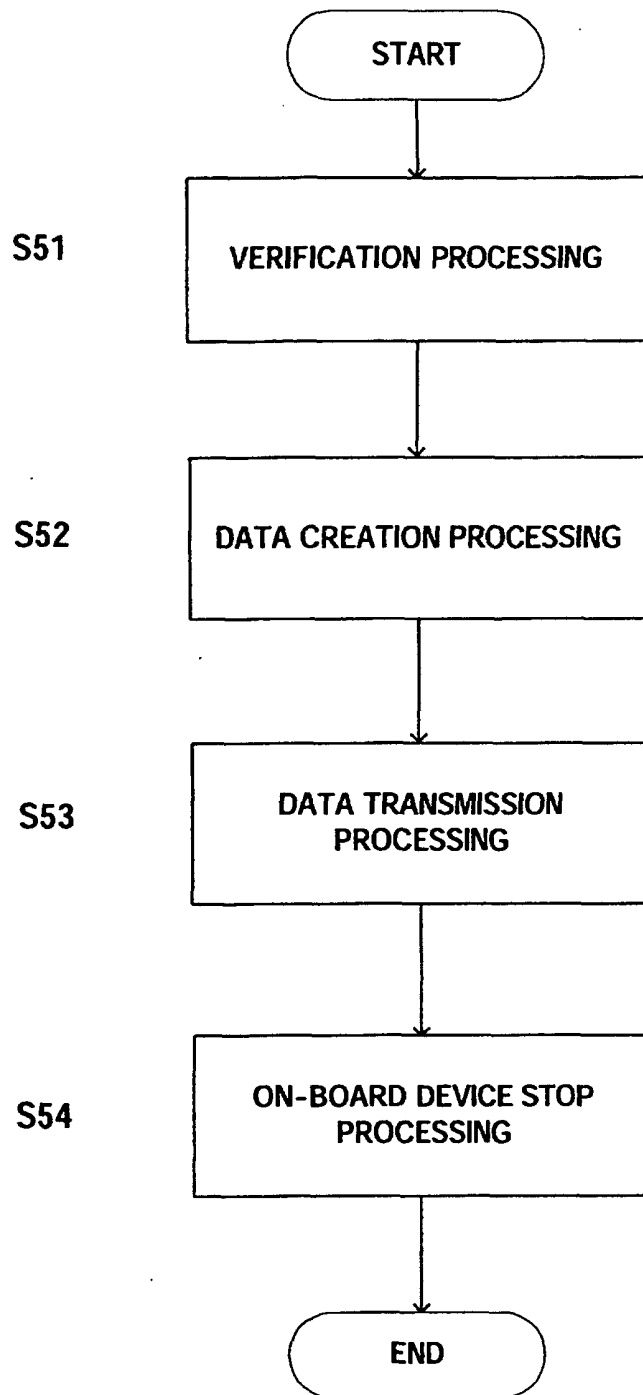 START
S51
VERIFICATION PROCESSING
S52
DATA CREATION PROCESSING
S53
DATA TRANSMISSION
PROCESSING
S54
ON-BOARD DEVICE STOP
PROCESSING
END